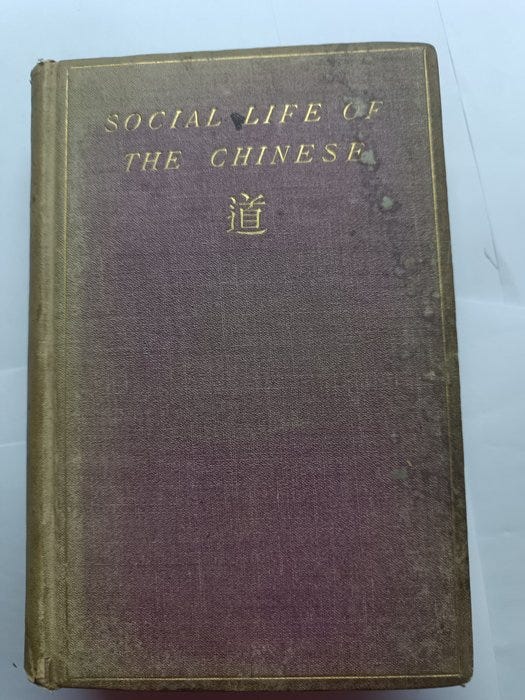 SOCIAL LIFE OF
THE CHINESE
道